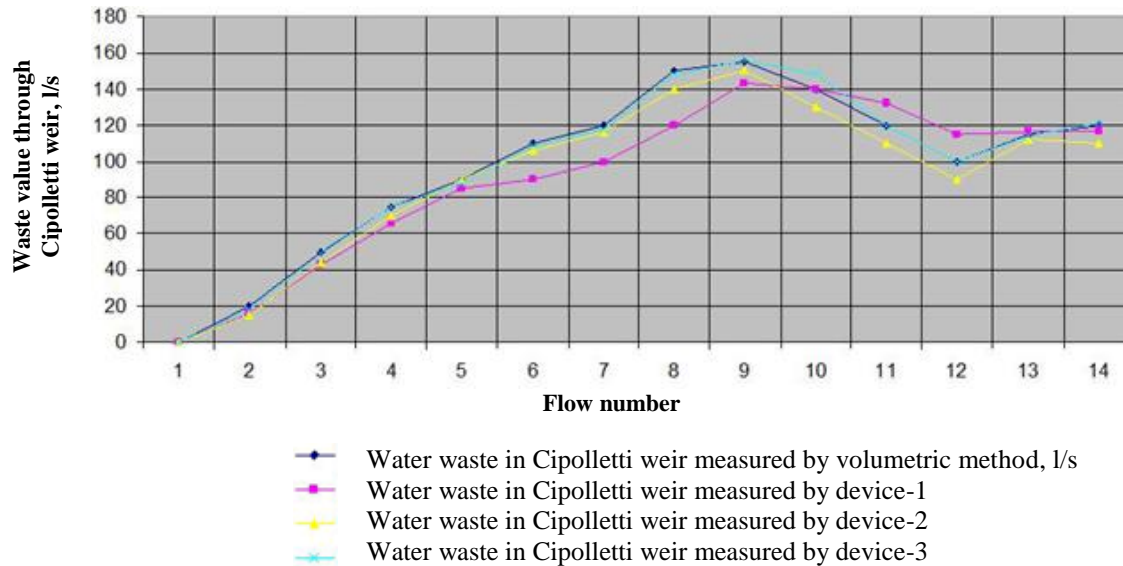 Waste value through
Cipolletti weir, l/s
180
160
140
120
100
80
60
40
20
0
1 2 3 4 5 6 7 8 9 10 11 12 13 14
Flow number
Water waste in Cipolletti weir measured by volumetric method, l/s
Water waste in Cipolletti weir measured by device-1
Water waste in Cipolletti weir measured by device-2
Water waste in Cipolletti weir measured by device-3